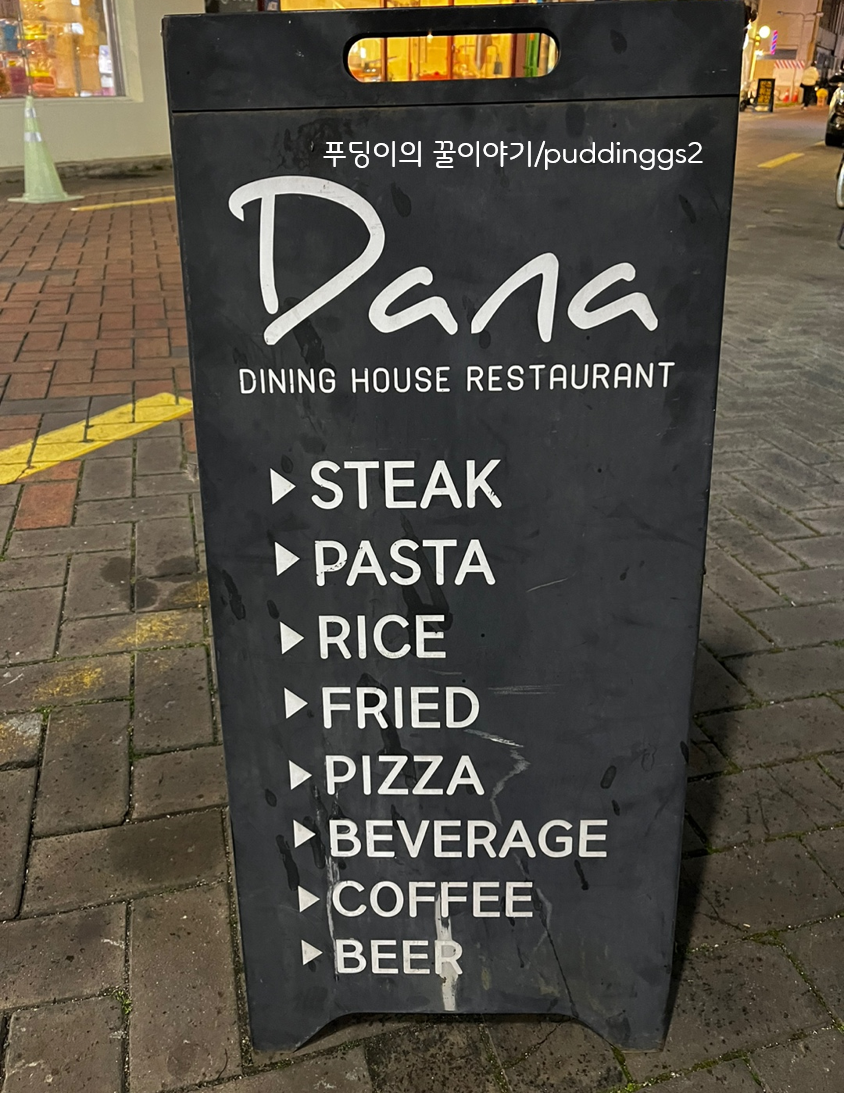 푸딩이의 꿀이야기/puddinggs2
Dana
DINING HOUSE RESTAURANT
▶ STEAK
▶ PASTA
▶ RICE
▶ FRIED
▶ PIZZA
▶ BEVERAGE
▶ COFFEE
▶ BEER